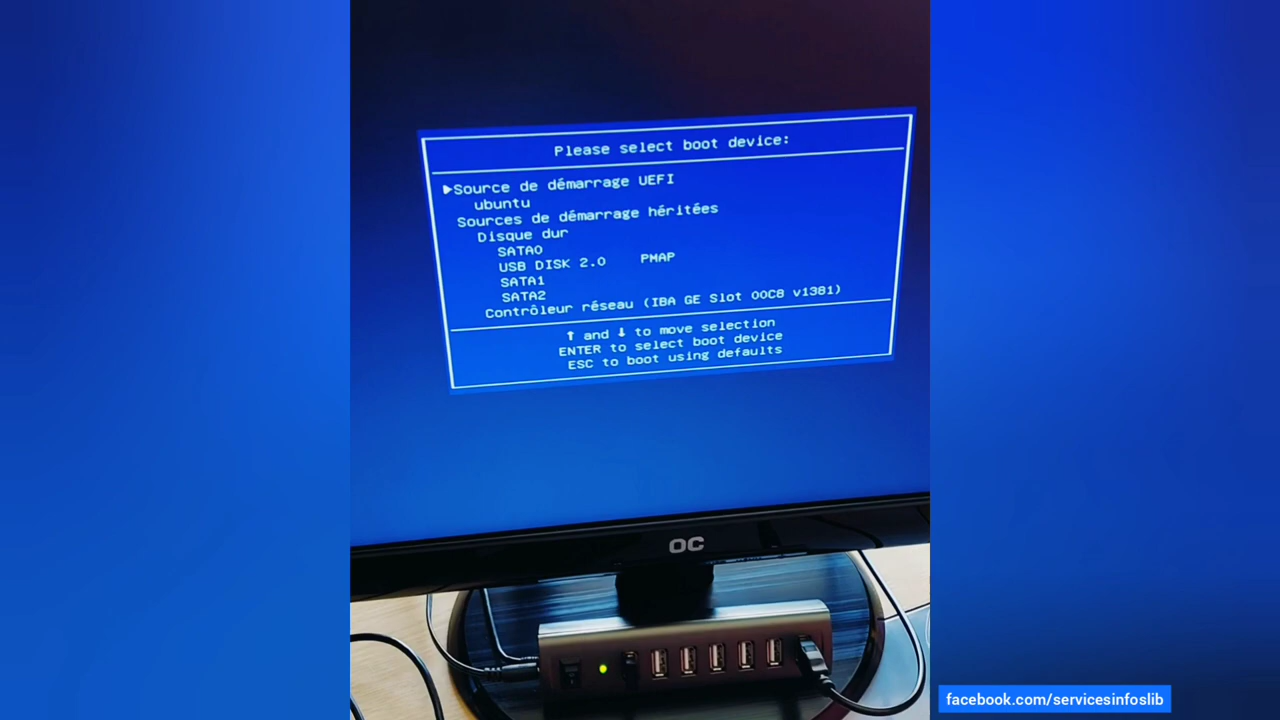 Please select boot device:
Source de démarrage UEFI
ubuntu
Sources de démarrage héritées
Disque dur
SATA0
USB DISK 2.0 PMAP
SATA1
SATA2
Contrôleur réseau (IBA GE Slot 00C8 v1381)
↑ and ↓ to move selection
ENTER to select boot device
ESC to boot using defaults
OC
facebook.com/servicesinfoslib